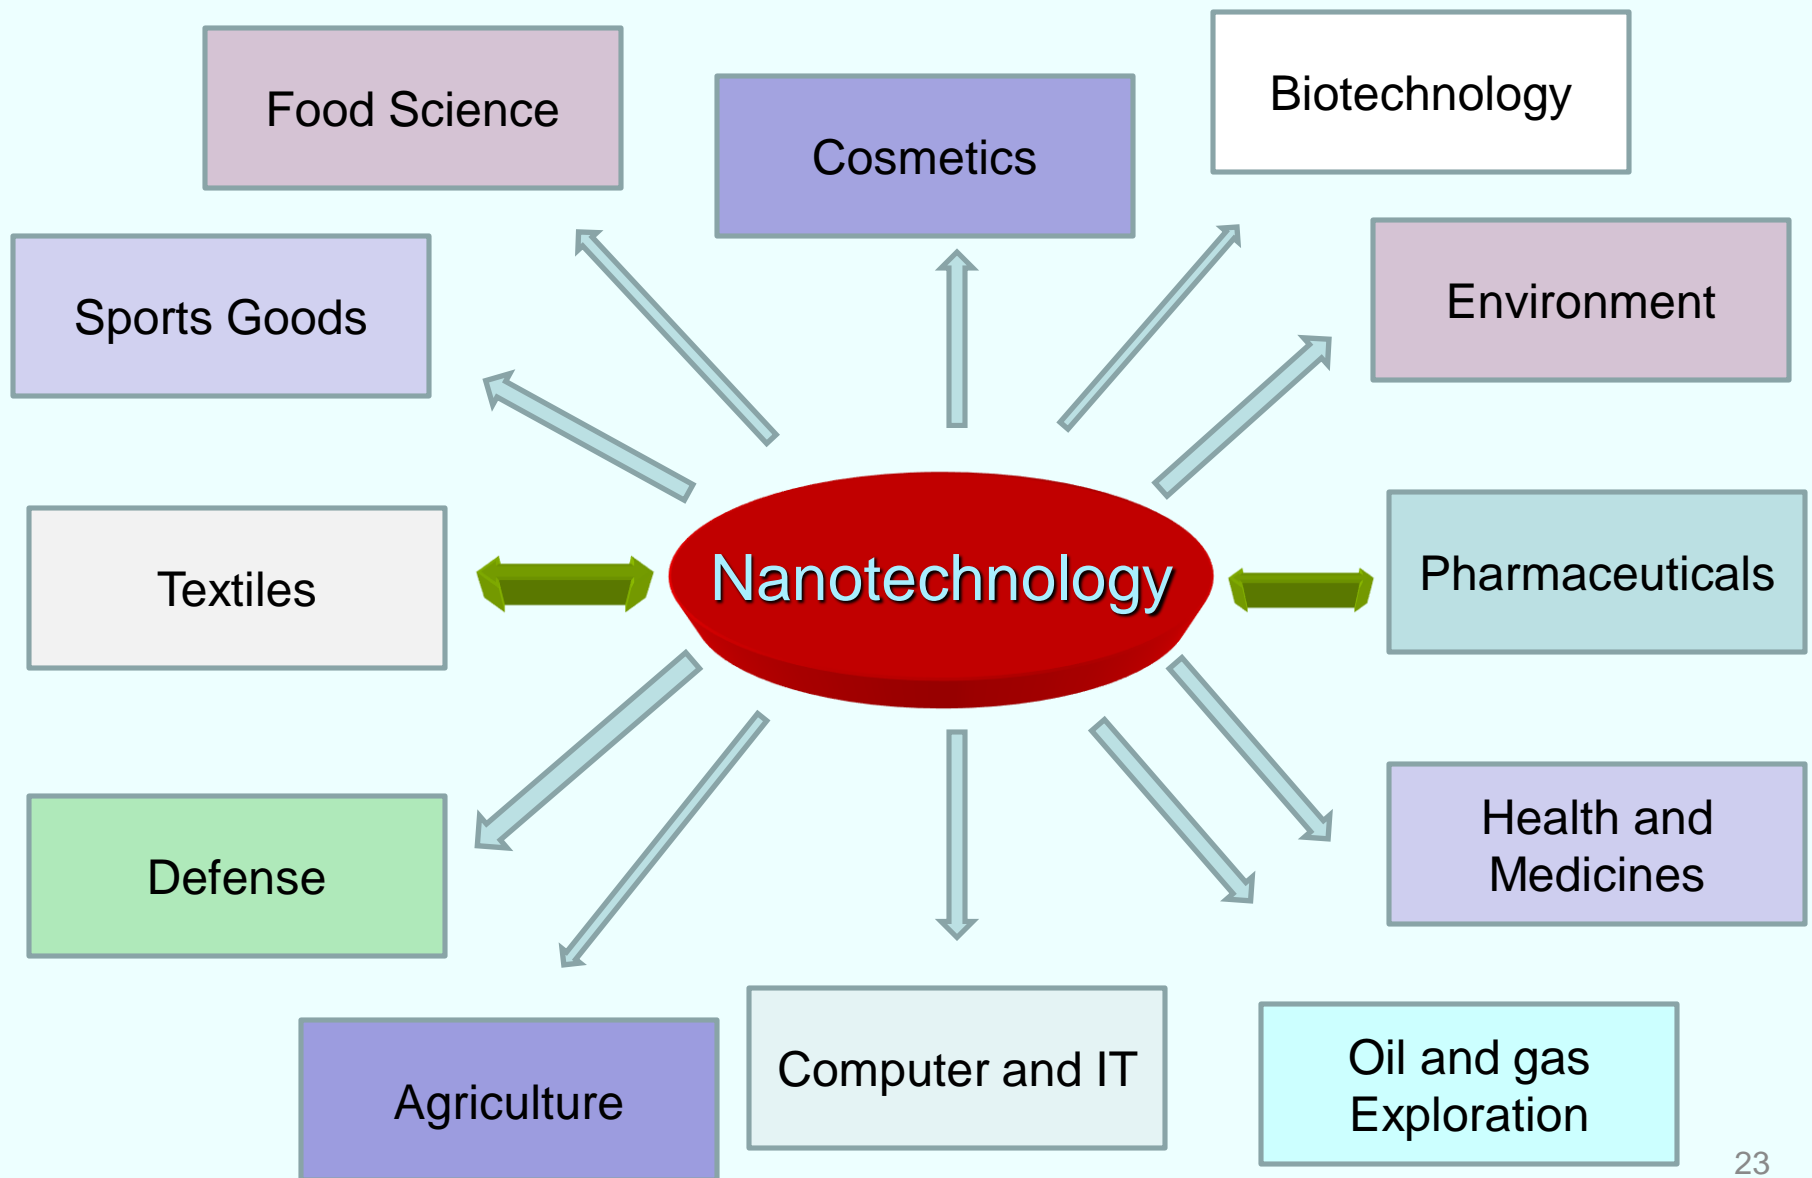 Food Science
Cosmetics
Biotechnology
Sports Goods
Environment
Textiles
Nanotechnology
Pharmaceuticals
Defense
Health and
Medicines
Agriculture
Computer and IT
Oil and gas
Exploration
23